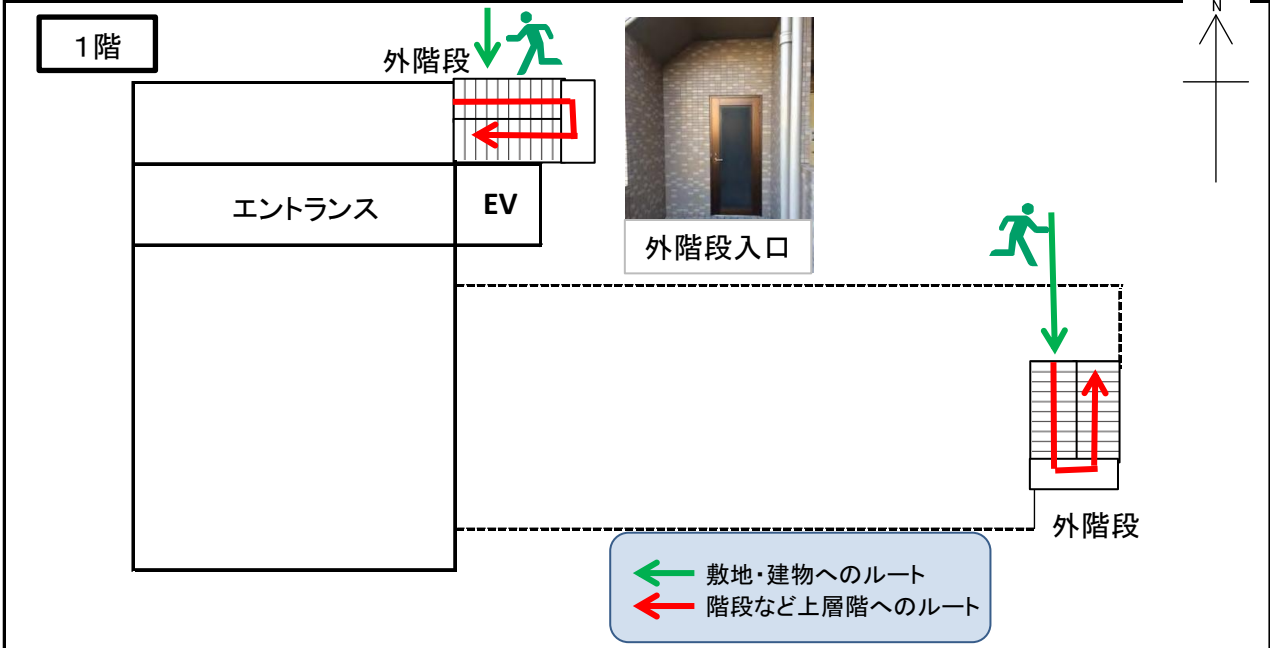 N
1階
外階段
エントランス
EV
外階段入口
外階段
敷地・建物へのルート
階段など上層階へのルート